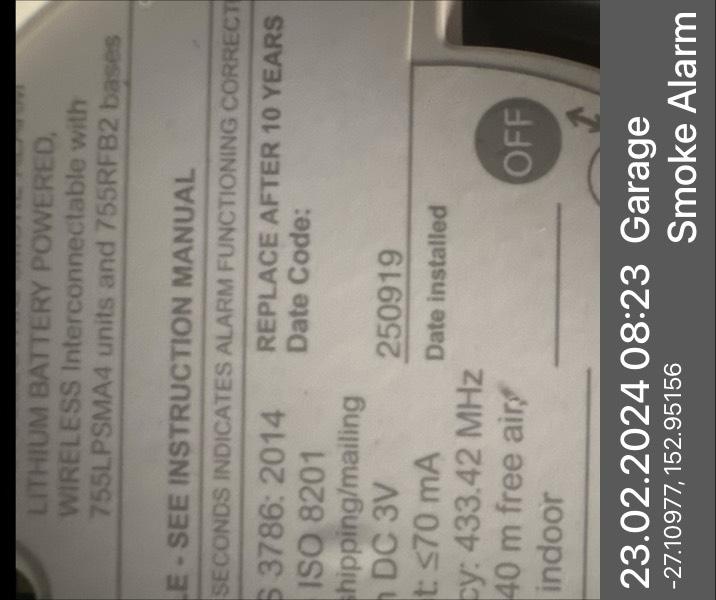 LITHIUM BATTERY POWERED,
WIRELESS Interconnectable with
755LPSMA4 units and 755RFB2 bases
- SEE INSTRUCTION MANUAL
SECONDS INDICATES ALARM FUNCTIONING CORRECT
3786: 2014
ISO 8201
shipping/mailing
DC 3V
≤70 mA
433.42 MHz
40 m free air,
indoor
REPLACE AFTER 10 YEARS
Date Code:
250919
Date installed
OFF
23.02.2024 08:23 Garage
-27.10977, 152.95156 Smoke Alarm